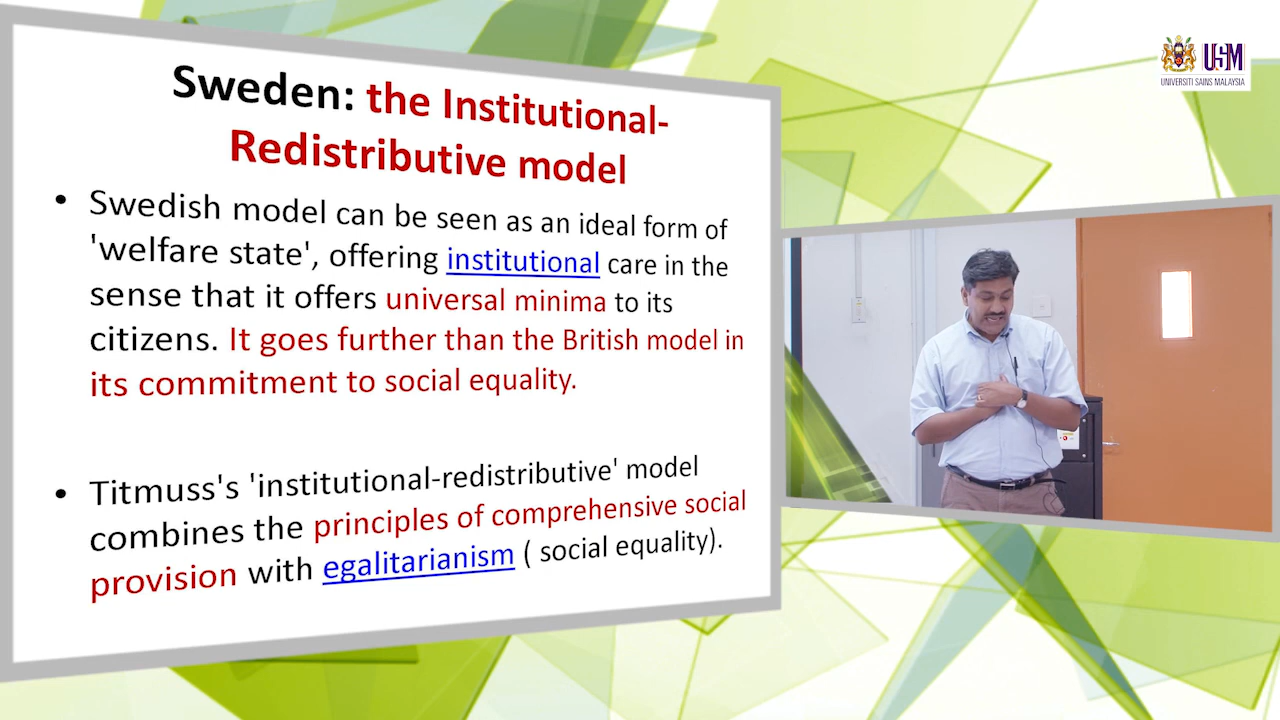 Sweden: the Institutional-
Redistributive model
• Swedish model can be seen as an ideal form of
'welfare state', offering institutional care in the
sense that it offers universal minima to its
citizens. It goes further than the British model in
its commitment to social equality.
• Titmuss's 'institutional-redistributive' model
combines the principles of comprehensive social
provision with egalitarianism ( social equality).
USM
UNIVERSITI SAINS MALAYSIA